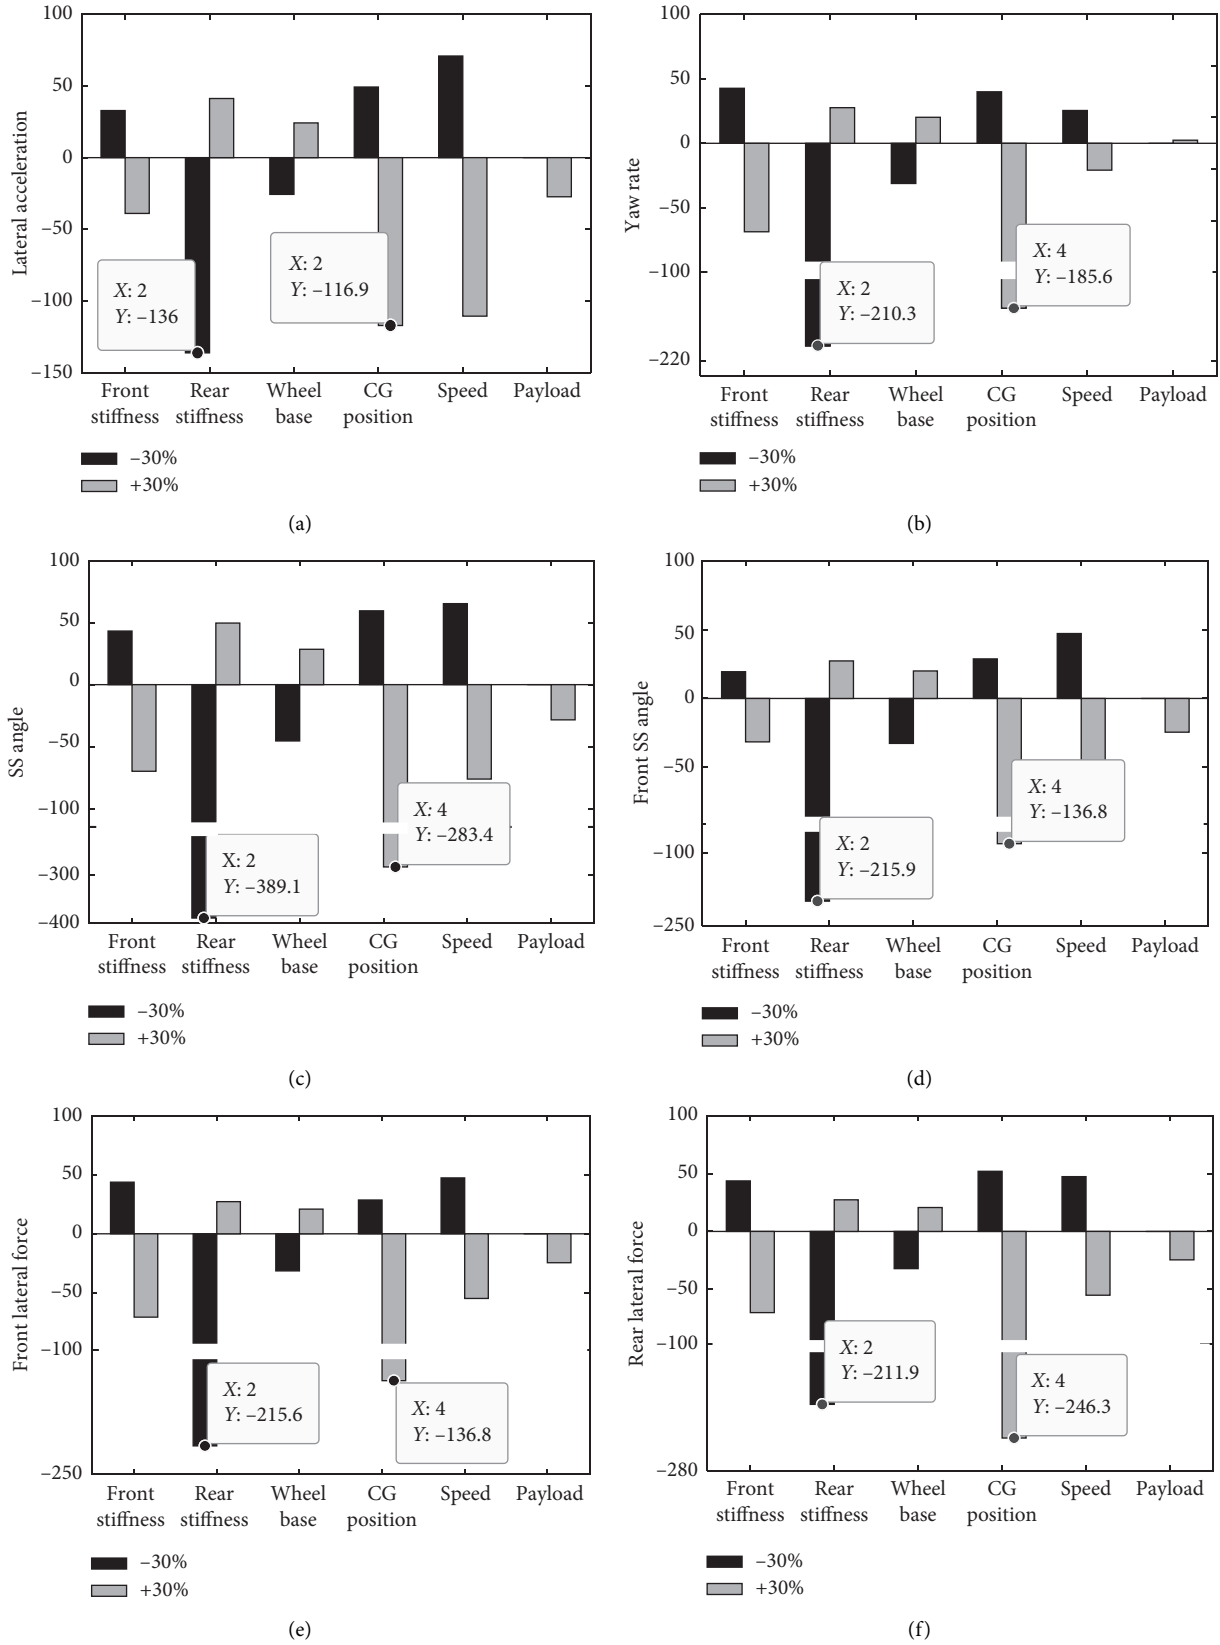 100
50
0
–50
–100
–150
Lateral acceleration
X: 2
Y: –136
X: 2
Y: –116.9
Front stiffness
Rear stiffness
Wheel base
CG position
Speed
Payload
–30%
+30%
(a)
100
50
0
–50
–100
–220
Yaw rate
X: 2
Y: –210.3
X: 4
Y: –185.6
Front stiffness
Rear stiffness
Wheel base
CG position
Speed
Payload
–30%
+30%
(b)
100
50
0
–50
–100
–300
–400
SS angle
X: 2
Y: –389.1
X: 4
Y: –283.4
Front stiffness
Rear stiffness
Wheel base
CG position
Speed
Payload
–30%
+30%
(c)
100
50
0
–50
–100
–250
Front SS angle
X: 2
Y: –215.9
X: 4
Y: –136.8
Front stiffness
Rear stiffness
Wheel base
CG position
Speed
Payload
–30%
+30%
(d)
100
50
0
–50
–100
–250
Front lateral force
X: 2
Y: –215.6
X: 4
Y: –136.8
Front stiffness
Rear stiffness
Wheel base
CG position
Speed
Payload
–30%
+30%
(e)
100
50
0
–50
–100
–280
Rear lateral force
X: 2
Y: –211.9
X: 4
Y: –246.3
Front stiffness
Rear stiffness
Wheel base
CG position
Speed
Payload
–30%
+30%
(f)